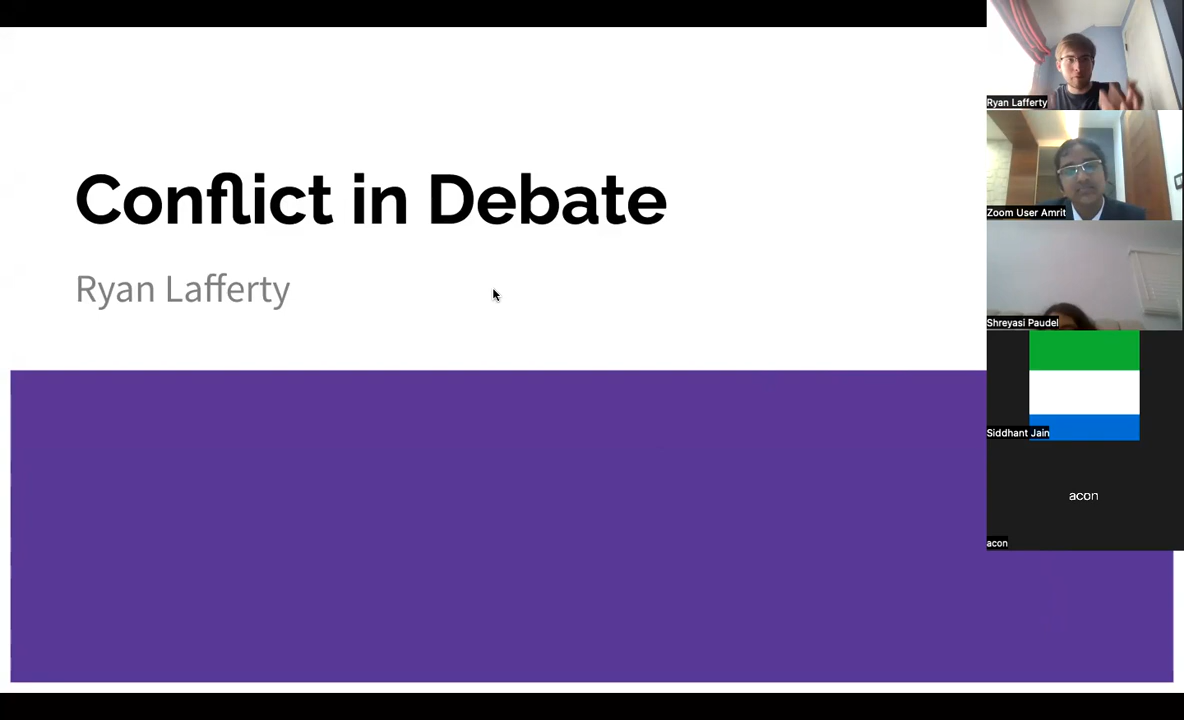 Conflict in Debate
Ryan Lafferty
Ryan Lafferty
Zoom User Amrit
Shreyasi Paudel
Siddhant Jain
acon
acon